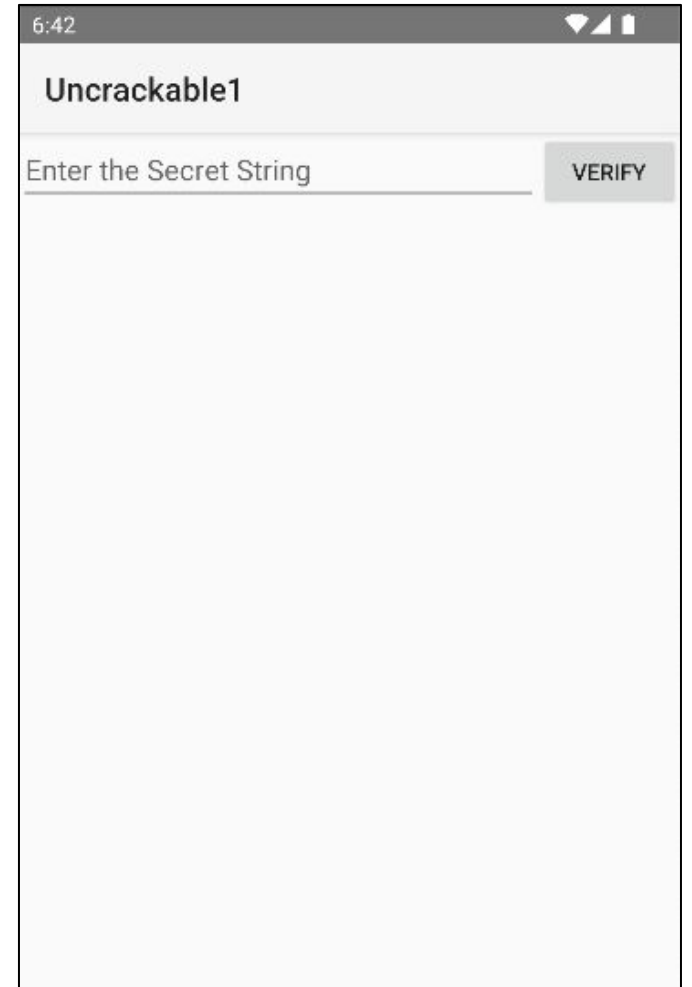 6:42
Uncrackable1
Enter the Secret String
VERIFY